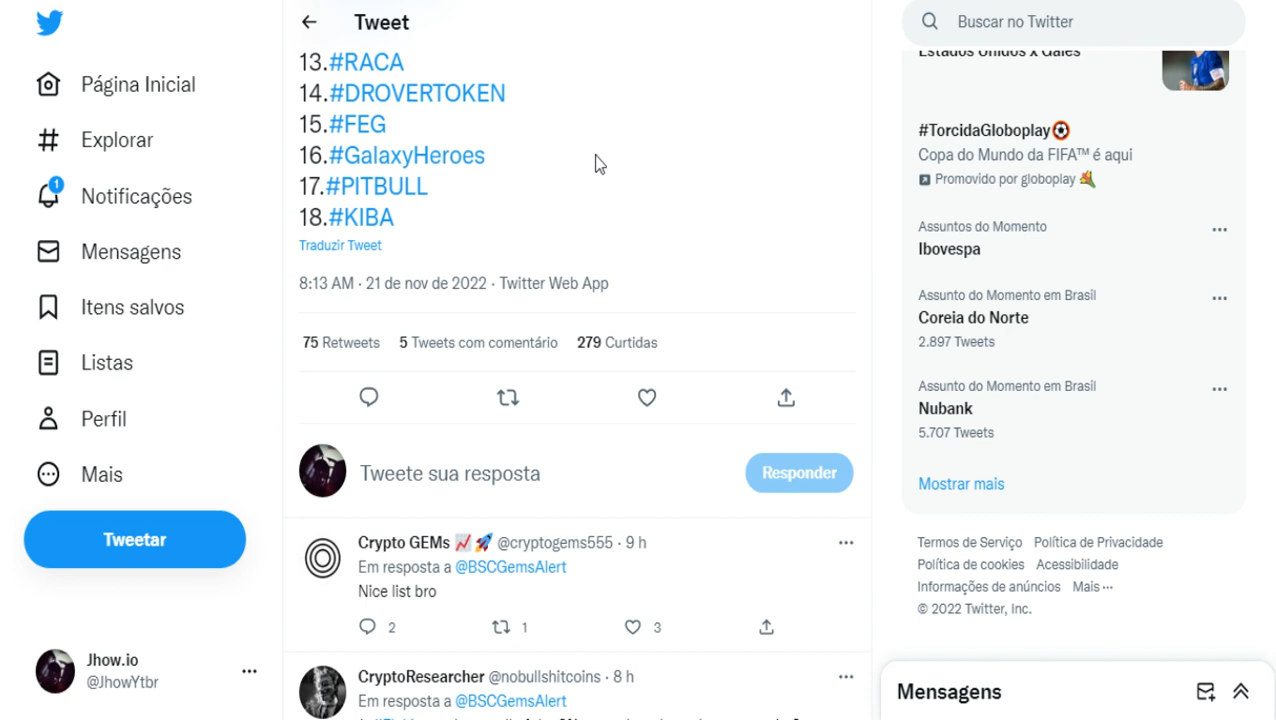 Página Inicial
Explorar
1
Notificações
Mensagens
Itens salvos
Listas
Perfil
Mais
Tweetar
Jhow.io
@JhowYtbr
Tweet
13.#RACA
14.#DROVERTOKEN
15.#FEG
16.#GalaxyHeroes
17.#PITBULL
18.#KIBA
Traduzir Tweet
8:13 AM · 21 de nov de 2022 · Twitter Web App
75 Retweets 5 Tweets com comentário 279 Curtidas
Tweete sua resposta
Responder
Crypto GEMs 📈 🚀 @cryptogems555 · 9 h
Em resposta a @BSCGemsAlert
Nice list bro
2 1 3
CryptoResearcher @nobullshitcoins · 8 h
Em resposta a @BSCGemsAlert
Buscar no Twitter
Estados Unidos x Gales
#TorcidaGloboplay
Copa do Mundo da FIFA™ é aqui
Promovido por globoplay
Assuntos do Momento
Ibovespa
Assunto do Momento em Brasil
Coreia do Norte
2.897 Tweets
Assunto do Momento em Brasil
Nubank
5.707 Tweets
Mostrar mais
Termos de Serviço Política de Privacidade
Política de cookies Acessibilidade
Informações de anúncios Mais ···
© 2022 Twitter, Inc.
Mensagens